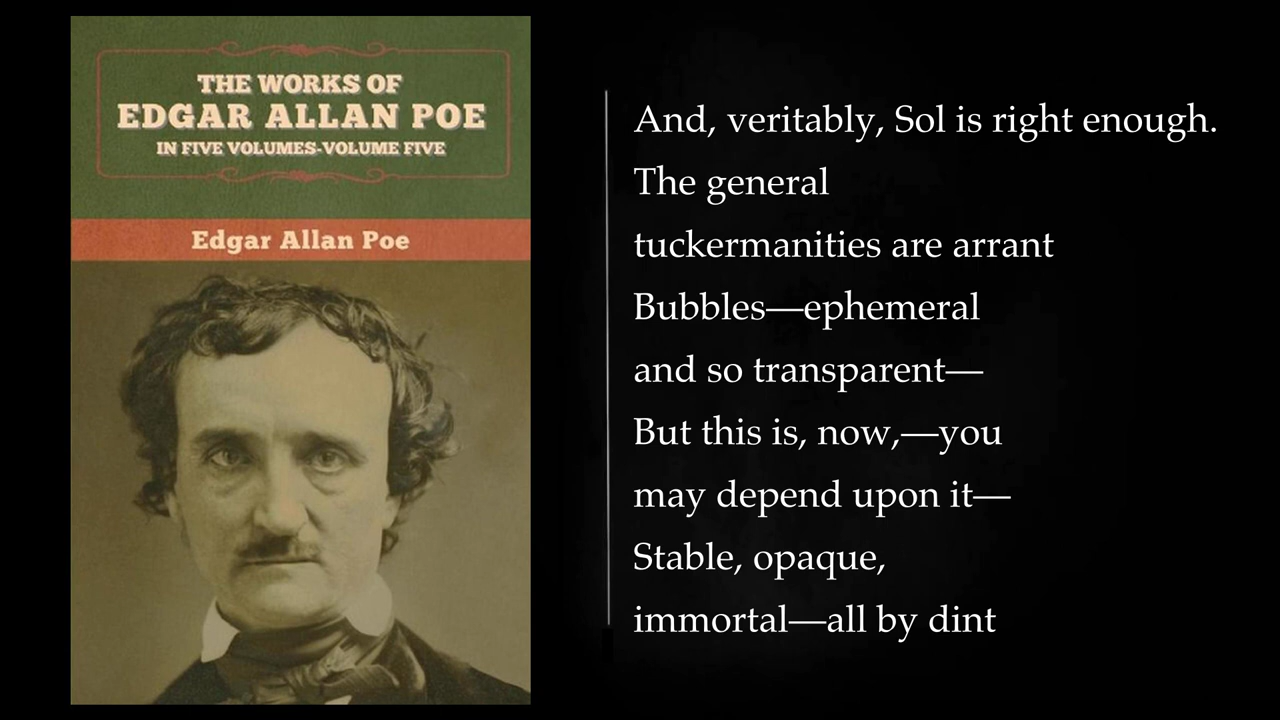 THE WORKS OF
EDGAR ALLAN POE
IN FIVE VOLUMES-VOLUME FIVE
Edgar Allan Poe
And, veritably, Sol is right enough.
The general
tuckermanities are arrant
Bubbles—ephemeral
and so transparent—
But this is, now,—you
may depend upon it—
Stable, opaque,
immortal—all by dint